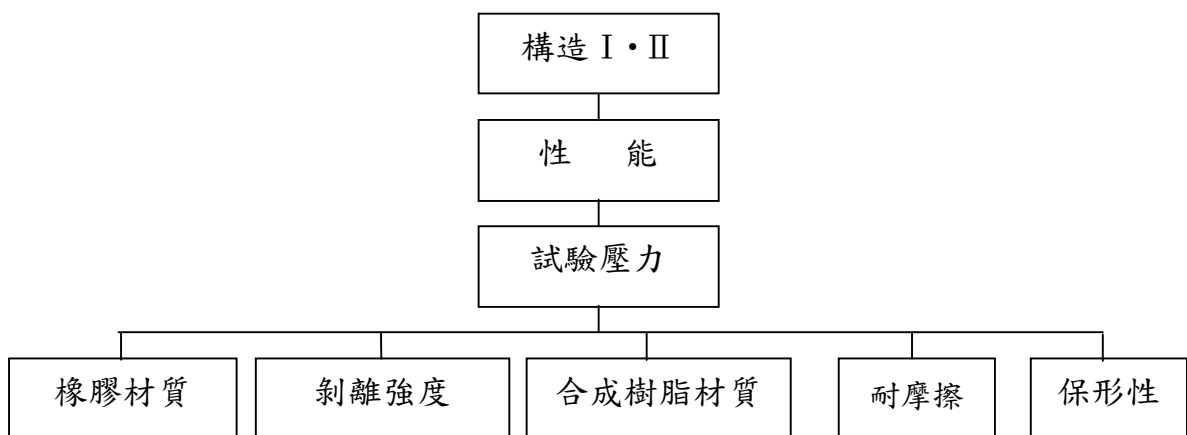 構造Ⅰ・Ⅱ
性 能
試驗壓力
橡膠材質
剝離強度
合成樹脂材質
耐摩擦
保形性